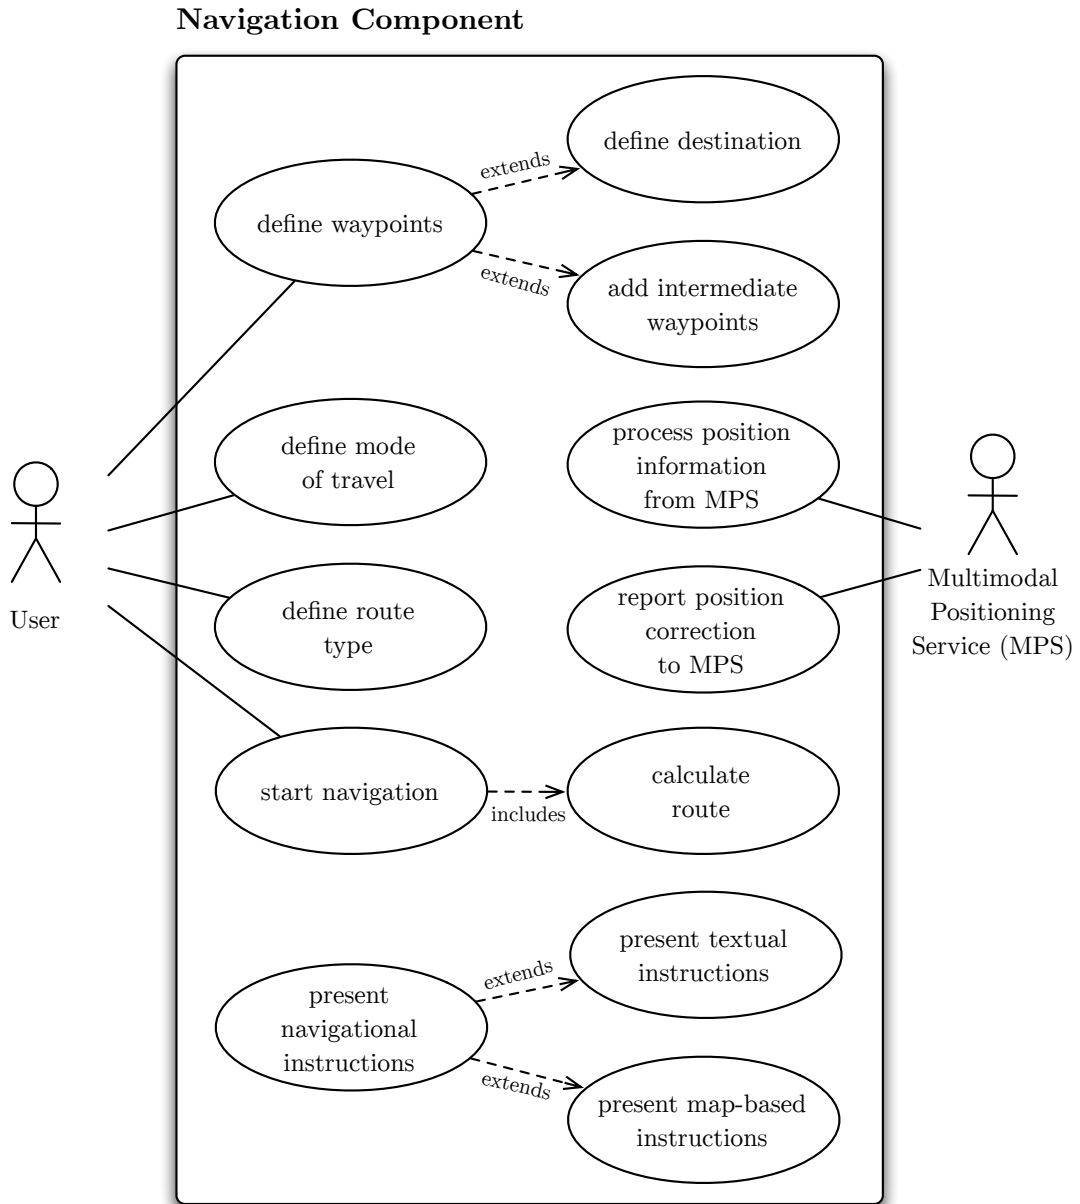 Navigation Component
define destination
extends
define waypoints
extends
add intermediate
waypoints
define mode
of travel
process position
information
from MPS
User
Multimodal
Positioning
Service (MPS)
define route
type
report position
correction
to MPS
start navigation
includes
calculate
route
present
navigational
instructions
extends
present textual
instructions
extends
present map-based
instructions